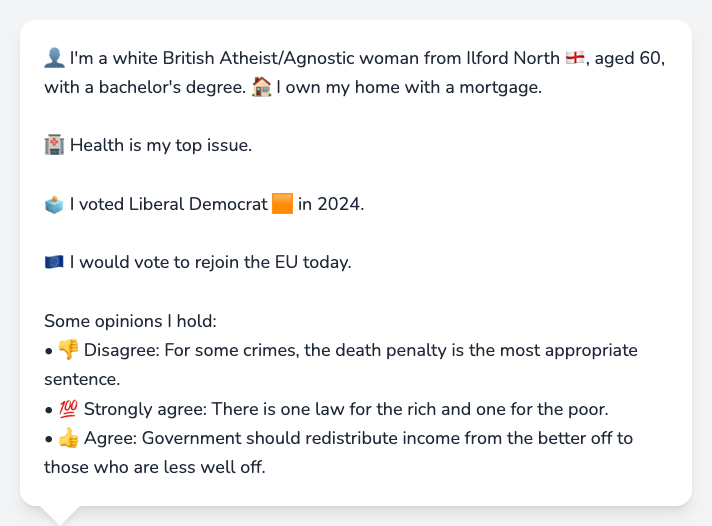 👤 I'm a white British Atheist/Agnostic woman from Ilford North 🏴󠁧󠁢󠁥󠁮󠁧󠁿, aged 60,
with a bachelor's degree. 🏠 I own my home with a mortgage.
🏥 Health is my top issue.
🗳️ I voted Liberal Democrat 🟧 in 2024.
🇪🇺 I would vote to rejoin the EU today.
Some opinions I hold:
• 👎 Disagree: For some crimes, the death penalty is the most appropriate
sentence.
• 💯 Strongly agree: There is one law for the rich and one for the poor.
• 👍 Agree: Government should redistribute income from the better off to
those who are less well off.